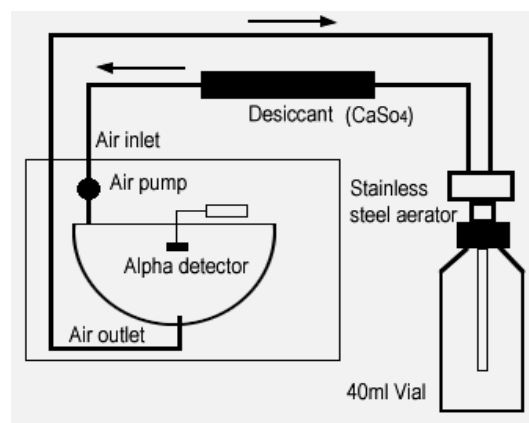 Desiccant (CaSo4)
Air inlet
Air pump
Stainless
steel aerator
Alpha detector
Air outlet
40ml Vial